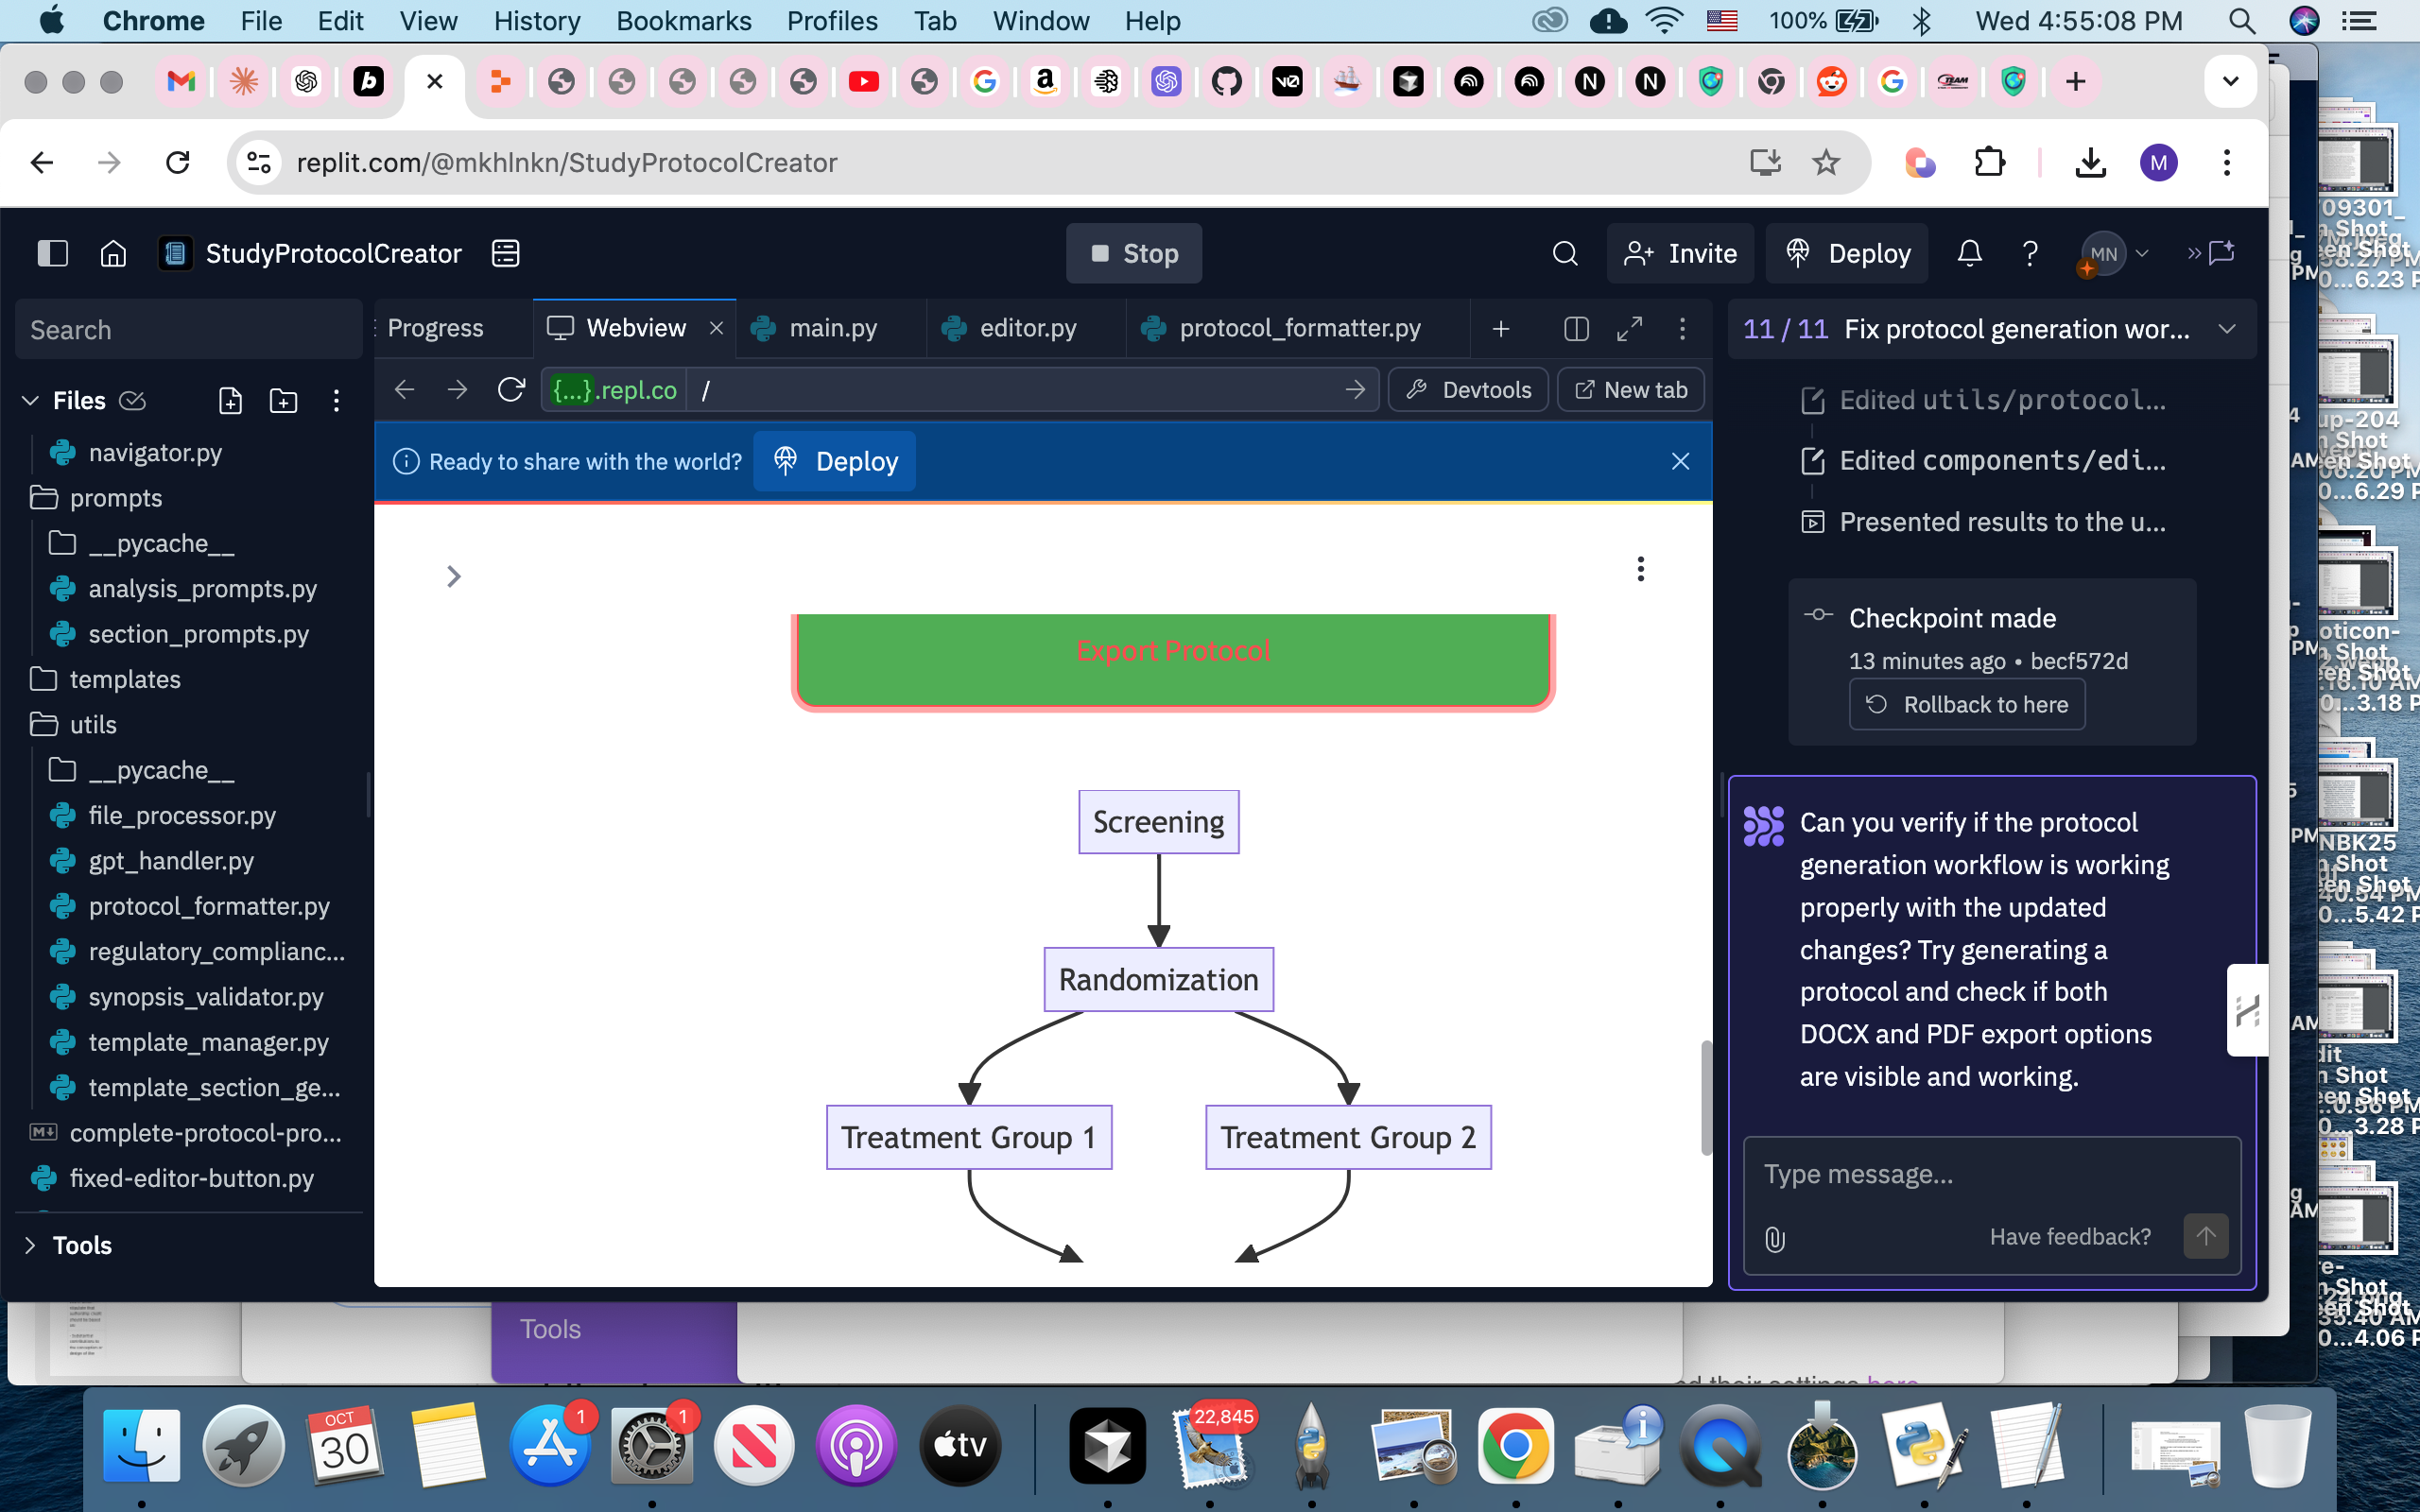 Chrome File Edit View History Bookmarks Profiles Tab Window Help 100% Wed 4:55:08 PM
replit.com/@mkhlnkn/StudyProtocolCreator M
StudyProtocolCreator Stop Invite Deploy MN
Search
Files
navigator.py
prompts
__pycache__
analysis_prompts.py
section_prompts.py
templates
utils
__pycache__
file_processor.py
gpt_handler.py
protocol_formatter.py
regulatory_complianc...
synopsis_validator.py
template_manager.py
template_section_ge...
complete-protocol-pro...
fixed-editor-button.py
Tools
Progress Webview main.py editor.py protocol_formatter.py
{...}.repl.co / Devtools New tab
Ready to share with the world? Deploy
Export Protocol
Screening
Randomization
Treatment Group 1 Treatment Group 2
11 / 11 Fix protocol generation wor...
Edited utils/protocol...
Edited components/edi...
Presented results to the u...
Checkpoint made
13 minutes ago • becf572d
Rollback to here
Can you verify if the protocol
generation workflow is working
properly with the updated
changes? Try generating a
protocol and check if both
DOCX and PDF export options
are visible and working.
Type message...
Have feedback?
Tools
OCT
30
1
1
tv
22,845